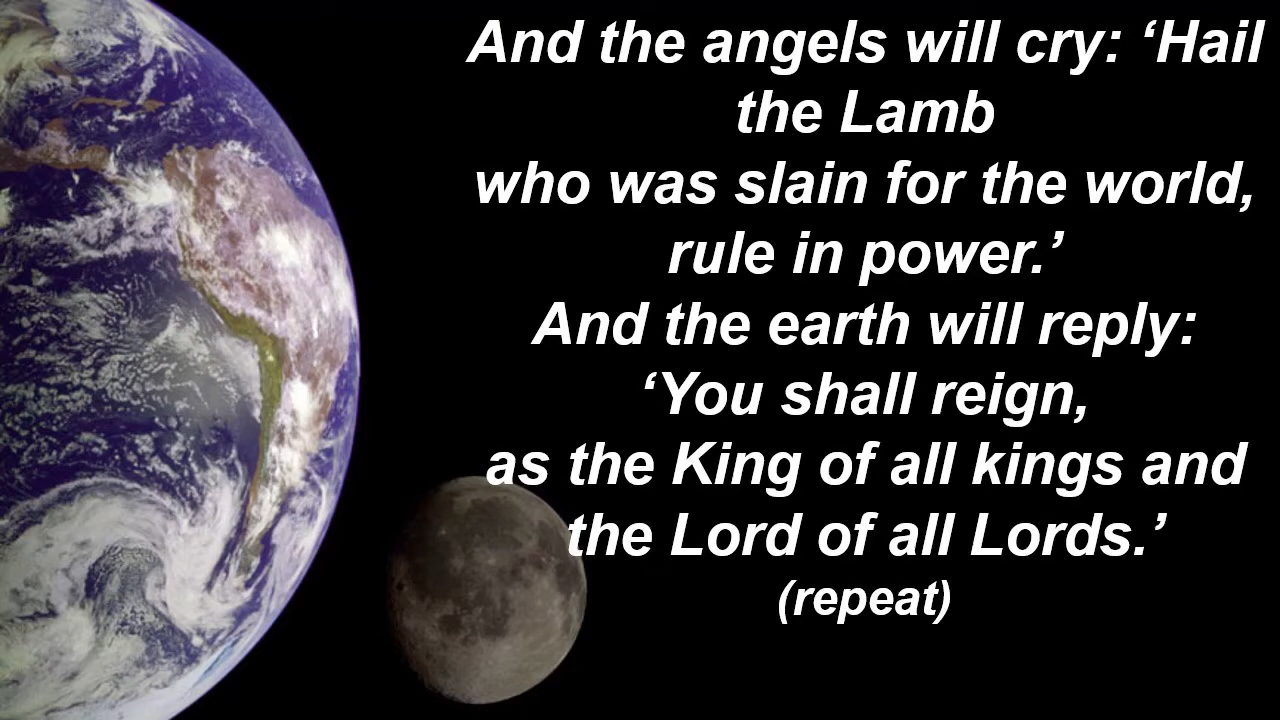 And the angels will cry: ‘Hail
the Lamb
who was slain for the world,
rule in power.’
And the earth will reply:
‘You shall reign,
as the King of all kings and
the Lord of all Lords.’
(repeat)